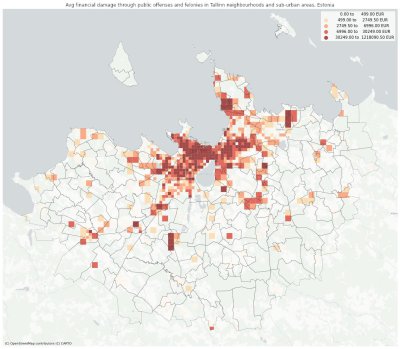 Avg financial damage through public offenses and felonies in Tallinn neighbourhoods and sub-urban areas, Estonia
0.00 to 499.00 EUR
499.00 to 2749.50 EUR
2749.50 to 6996.00 EUR
6996.00 to 30249.00 EUR
30249.00 to 1218090.50 EUR
(C) OpenStreetMap contributors (C) CARTO